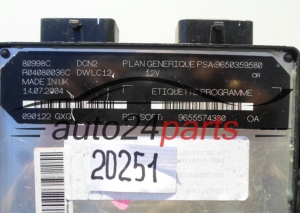 80998C DCN2 PLAN GENERIQUE PSA:9650359580
R04080036C DWLC12 12V OR
MADE IN UK
14.07.2004 ETIQUETTE PROGRAMME
090122 GXG REF SOFT: 9655574380 OA
auto24parts
20251